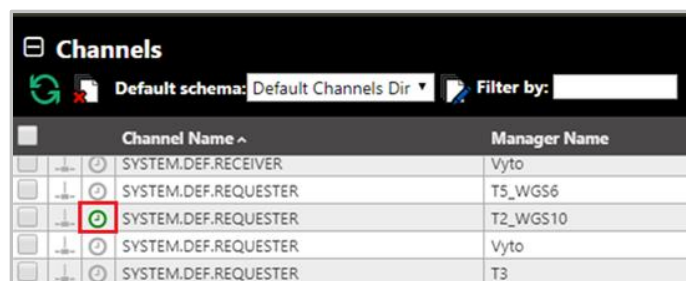 Channels
Default schema: Default Channels Dir Filter by:
Channel Name Manager Name
SYSTEM.DEF.RECEIVER Vyto
SYSTEM.DEF.REQUESTER T5_WGS6
SYSTEM.DEF.REQUESTER T2_WGS10
SYSTEM.DEF.REQUESTER Vyto
SYSTEM.DEF.REQUESTER T3